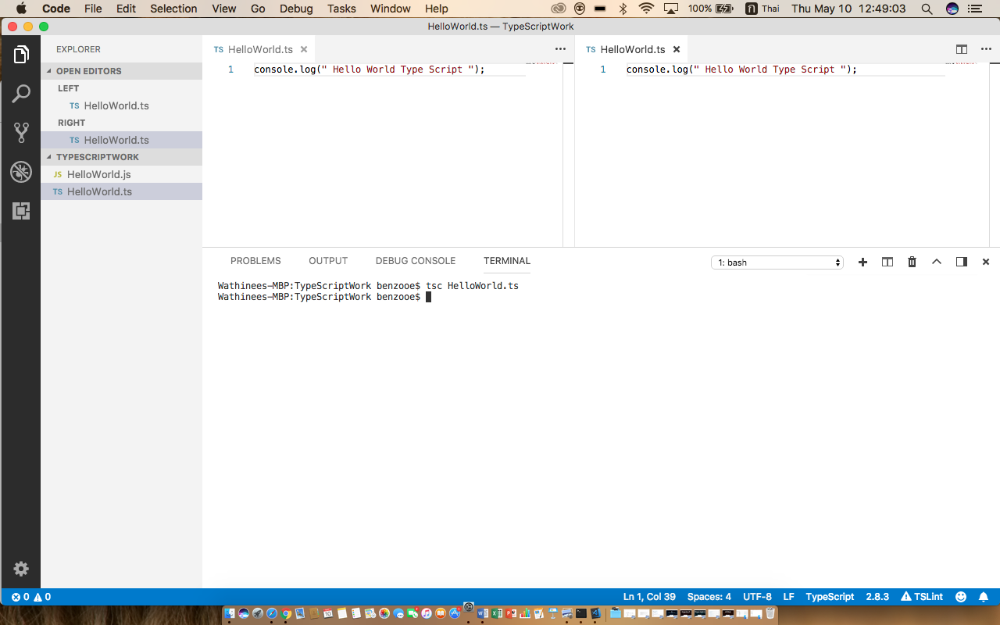 Code File Edit Selection View Go Debug Tasks Window Help 100% ก Thai Thu May 10 12:49:03
HelloWorld.ts — TypeScriptWork
EXPLORER
OPEN EDITORS
LEFT
TS HelloWorld.ts
RIGHT
TS HelloWorld.ts
TYPESCRIPTWORK
JS HelloWorld.js
TS HelloWorld.ts
TS HelloWorld.ts
1 console.log(" Hello World Type Script ");
TS HelloWorld.ts
1 console.log(" Hello World Type Script ");
PROBLEMS OUTPUT DEBUG CONSOLE TERMINAL 1: bash
Wathinees-MBP:TypeScriptWork benzooe$ tsc HelloWorld.ts
Wathinees-MBP:TypeScriptWork benzooe$
0 0 Ln 1, Col 39 Spaces: 4 UTF-8 LF TypeScript 2.8.3 TSLint